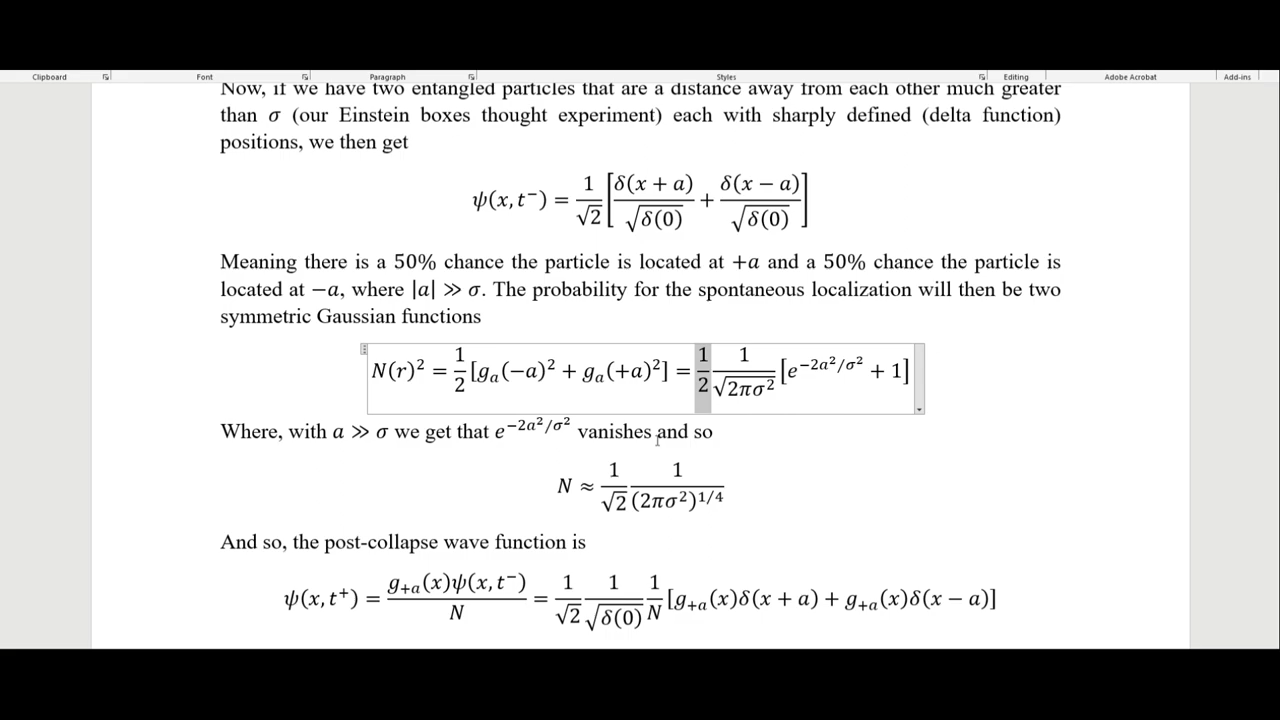 Clipboard Font Paragraph Styles Editing Adobe Acrobat Add-ins
Now, if we have two entangled particles that are a distance away from each other much greater
than σ (our Einstein boxes thought experiment) each with sharply defined (delta function)
positions, we then get
ψ(x, t⁻) = 1/√2 [δ(x + a)/√δ(0) + δ(x − a)/√δ(0)]
Meaning there is a 50% chance the particle is located at +a and a 50% chance the particle is
located at −a, where |a| ≫ σ. The probability for the spontaneous localization will then be two
symmetric Gaussian functions
N(r)² = 1/2 [gₐ(−a)² + gₐ(+a)²] = 1/2 1/√(2πσ²) [e^(−2a²/σ²) + 1]
Where, with a ≫ σ we get that e^(−2a²/σ²) vanishes and so
N ≈ 1/√2 1/(2πσ²)^(1/4)
And so, the post-collapse wave function is
ψ(x, t⁺) = g₊ₐ(x)ψ(x, t⁻)/N = 1/√2 1/√δ(0) 1/N [g₊ₐ(x)δ(x + a) + g₊ₐ(x)δ(x − a)]